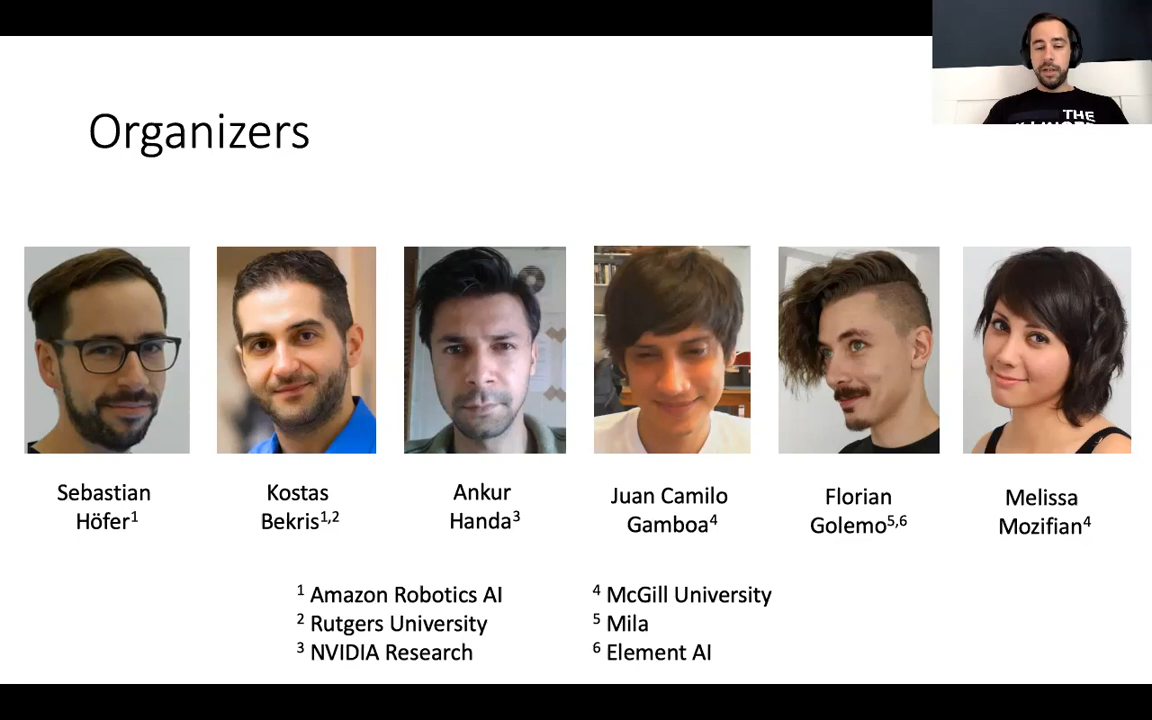 THE
Organizers
Sebastian
Höfer1
Kostas
Bekris1,2
Ankur
Handa3
Juan Camilo
Gamboa4
Florian
Golemo5,6
Melissa
Mozifian4
1 Amazon Robotics AI
2 Rutgers University
3 NVIDIA Research
4 McGill University
5 Mila
6 Element AI